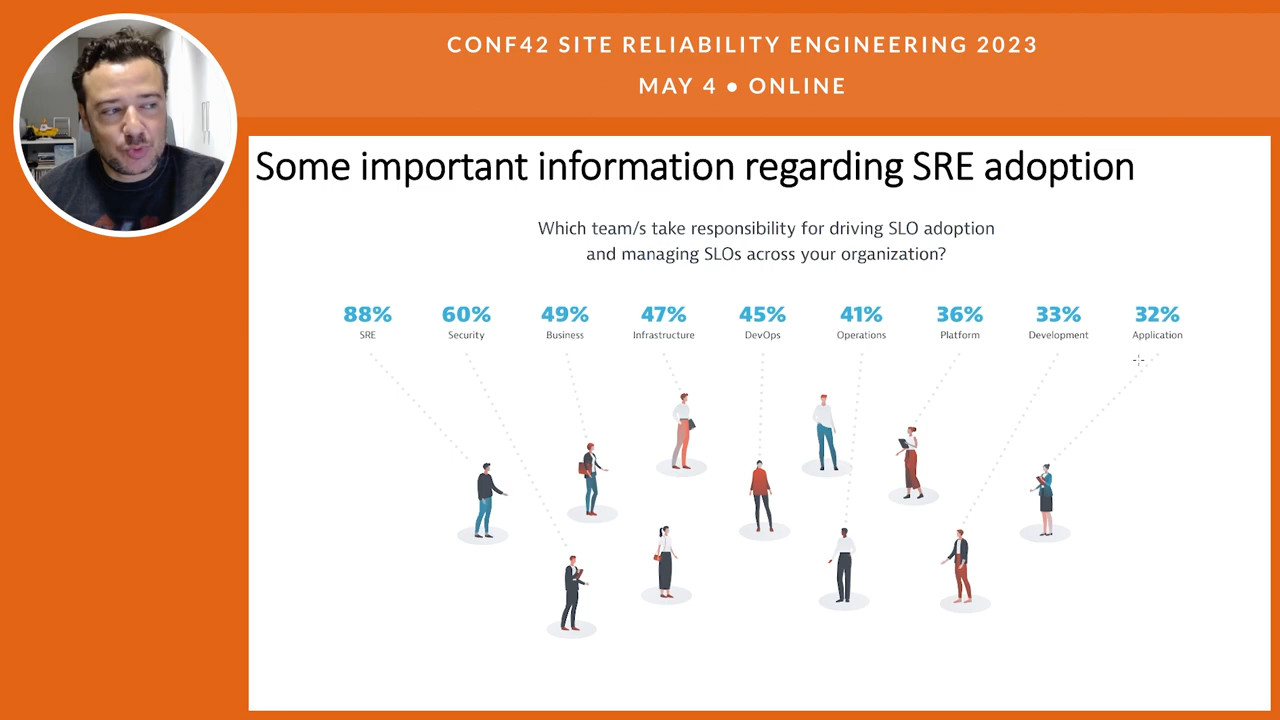 CONF42 SITE RELIABILITY ENGINEERING 2023
MAY 4 • ONLINE
Some important information regarding SRE adoption
Which team/s take responsibility for driving SLO adoption
and managing SLOs across your organization?
88% 60% 49% 47% 45% 41% 36% 33% 32%
SRE Security Business Infrastructure DevOps Operations Platform Development Application